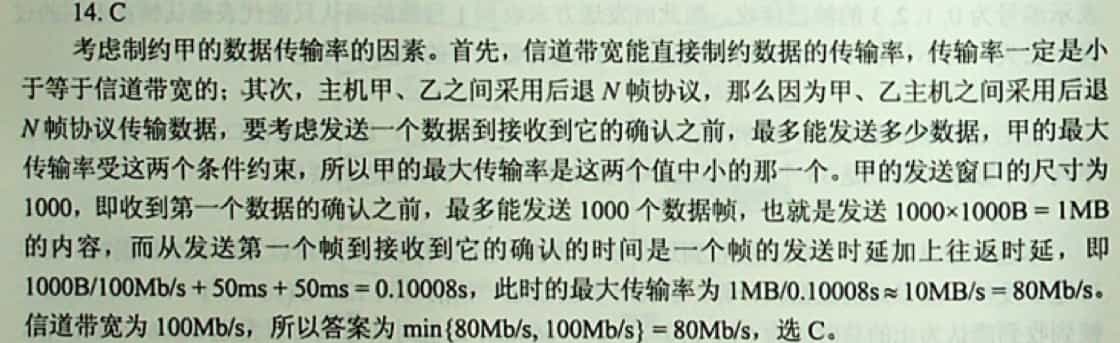 14. C
考虑制约甲的数据传输率的因素。首先，信道带宽能直接制约数据的传输率，传输率一定是小
于等于信道带宽的；其次，主机甲、乙之间采用后退 N 帧协议，那么因为甲、乙主机之间采用后退
N 帧协议传输数据，要考虑发送一个数据到接收到它的确认之前，最多能发送多少数据，甲的最大
传输率受这两个条件约束，所以甲的最大传输率是这两个值中小的那一个。甲的发送窗口的尺寸为
1000，即收到第一个数据的确认之前，最多能发送 1000 个数据帧，也就是发送 1000×1000B = 1MB
的内容，而从发送第一个帧到接收到它的确认的时间是一个帧的发送时延加上往返时延，即
1000B/100Mb/s + 50ms + 50ms = 0.10008s，此时的最大传输率为 1MB/0.10008s ≈ 10MB/s = 80Mb/s。
信道带宽为 100Mb/s，所以答案为 min{80Mb/s, 100Mb/s} = 80Mb/s，选 C。